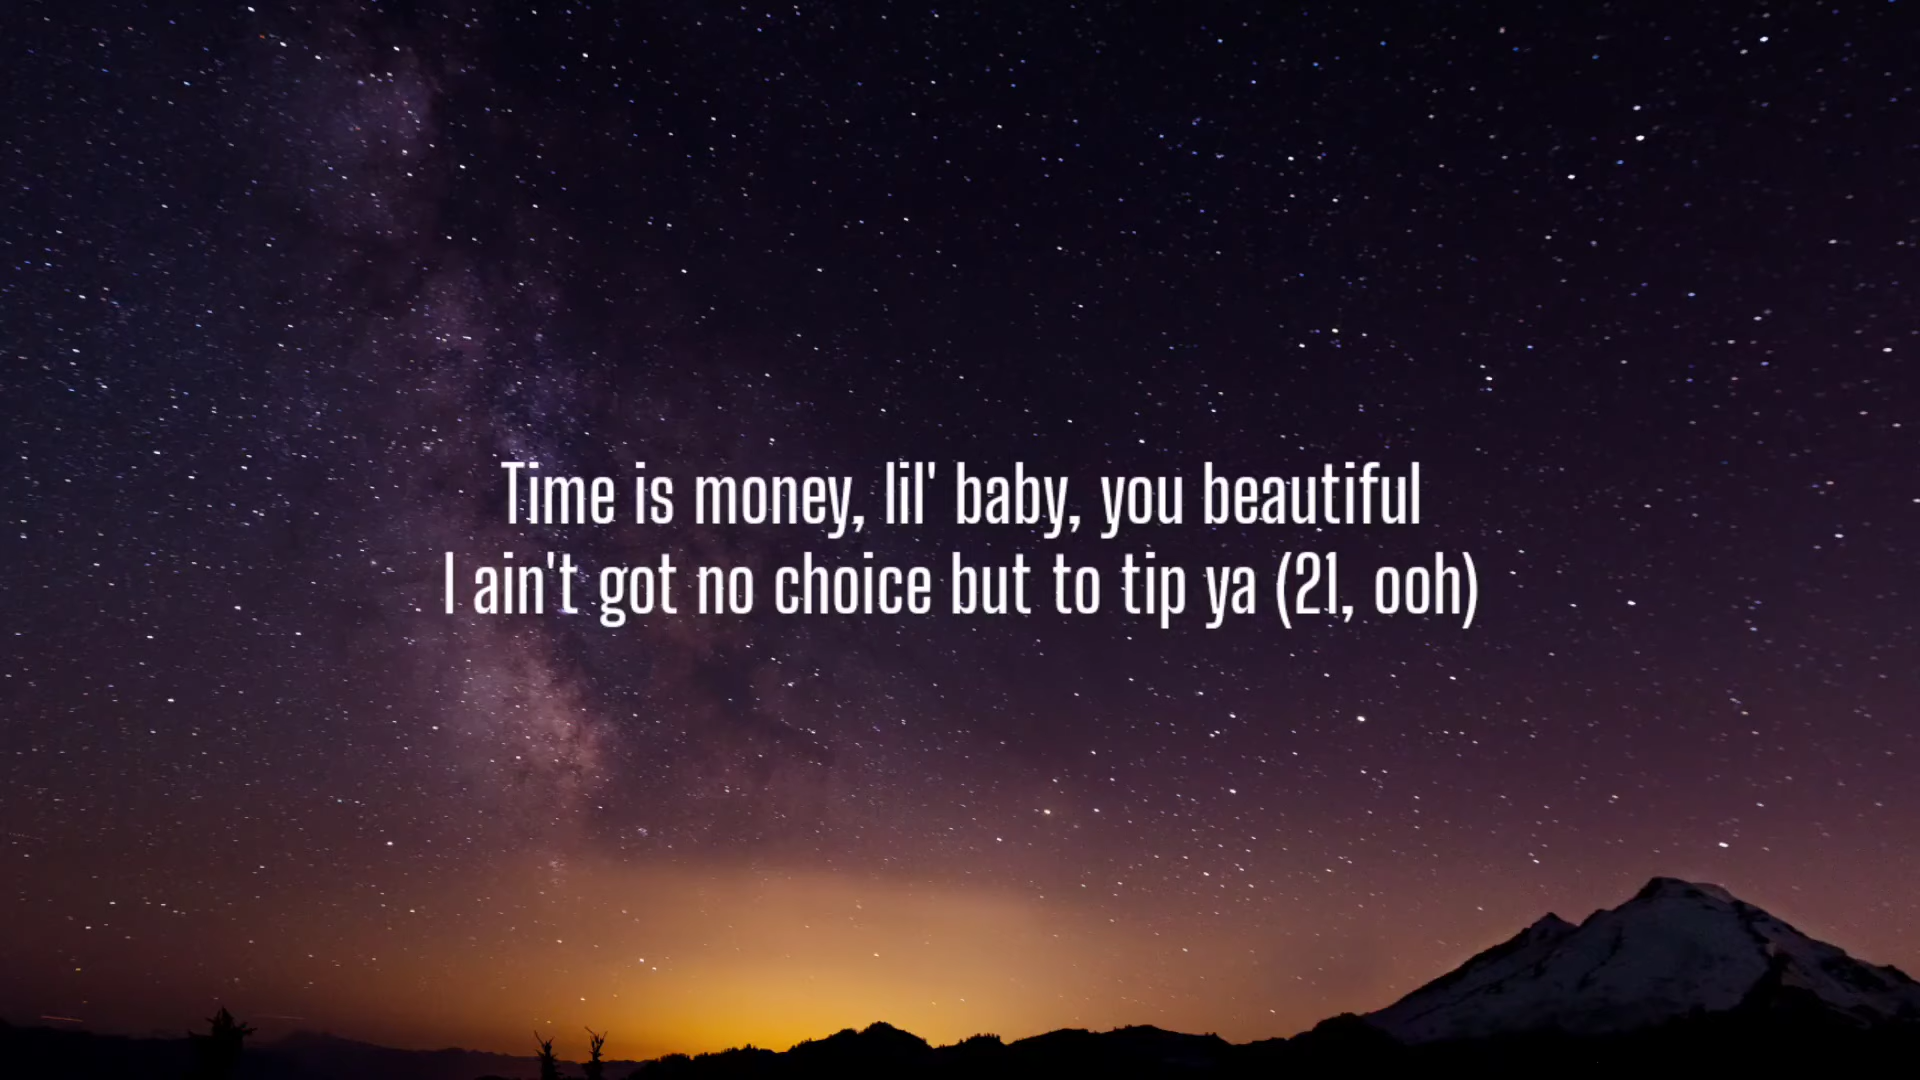 Time is money, lil' baby, you beautiful
I ain't got no choice but to tip ya (21, ooh)